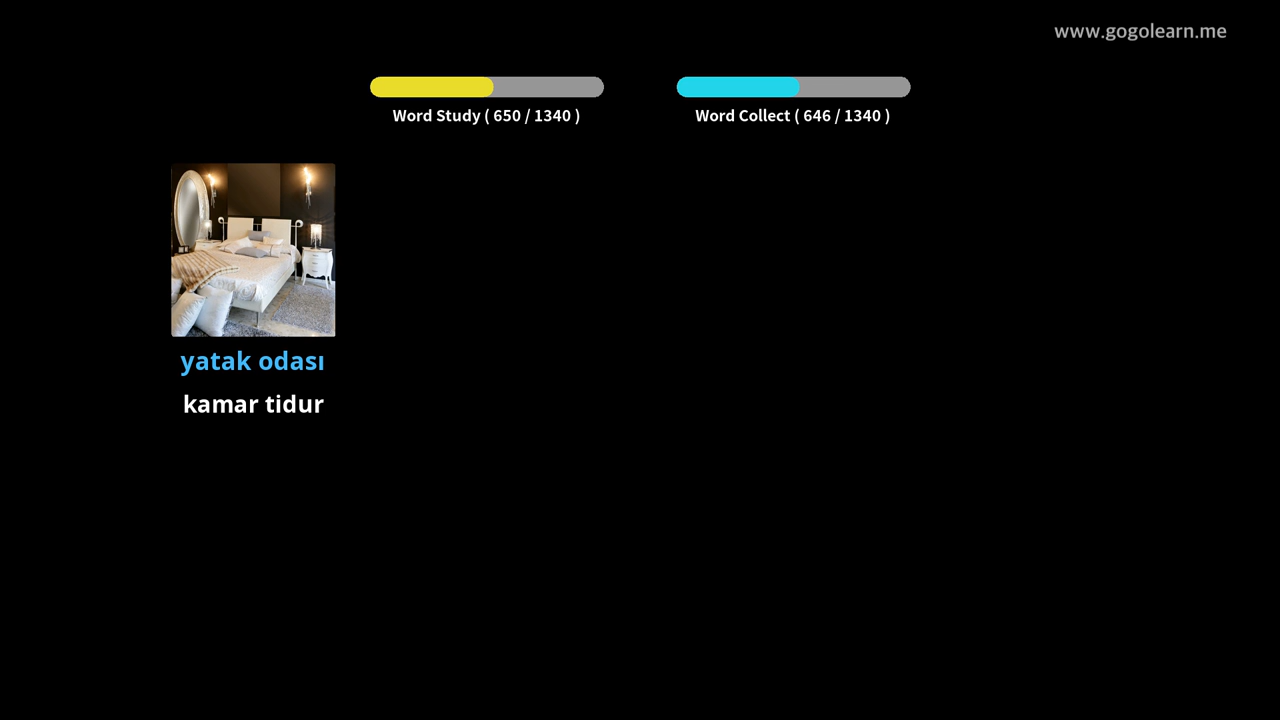 www.gogolearn.me
Word Study ( 650 / 1340 )
Word Collect ( 646 / 1340 )
yatak odası
kamar tidur